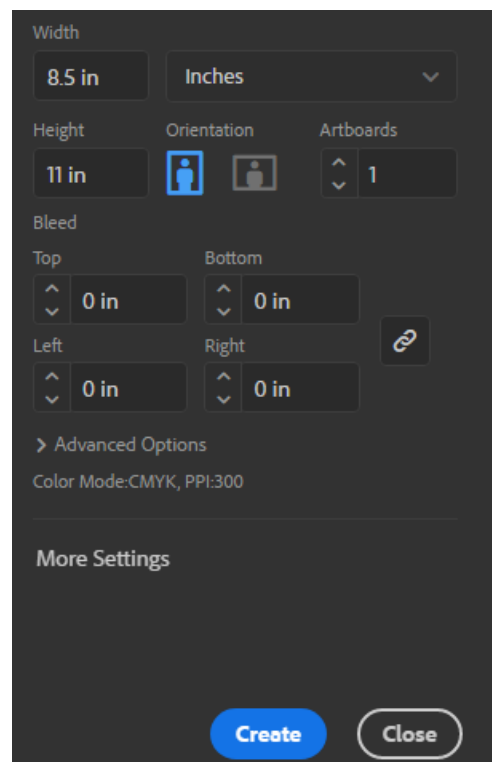 Width
8.5 in Inches
Height Orientation Artboards
11 in 1
Bleed
Top Bottom
0 in 0 in
Left Right
0 in 0 in
Advanced Options
Color Mode:CMYK, PPI:300
More Settings
Create Close